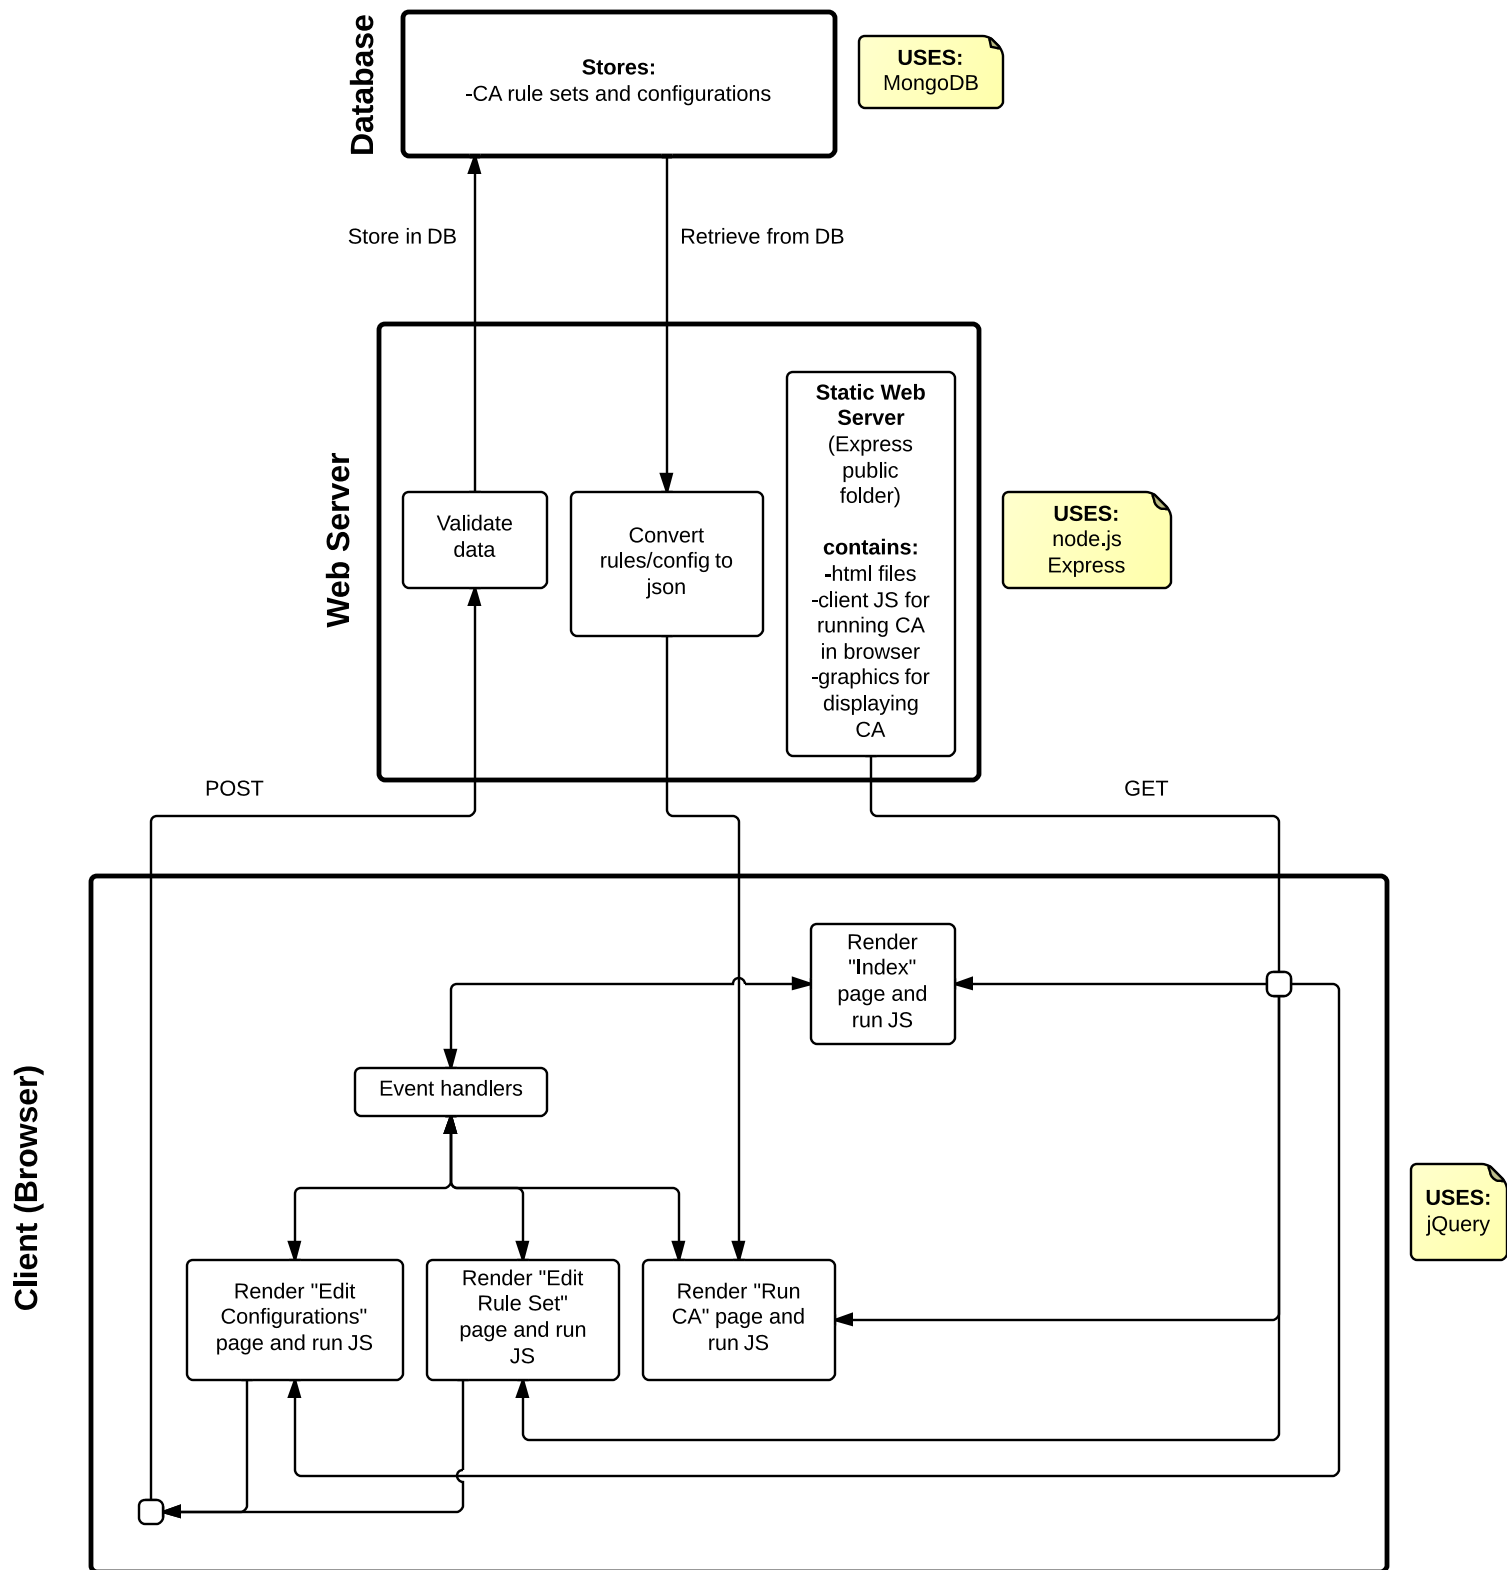 Database
Stores:
-CA rule sets and configurations
USES:
MongoDB
Store in DB
Retrieve from DB
Web Server
Validate
data
Convert
rules/config to
json
Static Web
Server
(Express
public
folder)
contains:
-html files
-client JS for
running CA
in browser
-graphics for
displaying
CA
USES:
node.js
Express
POST
GET
Client (Browser)
Render
"Index"
page and
run JS
Event handlers
Render "Edit
Configurations"
page and run JS
Render "Edit
Rule Set"
page and run
JS
Render "Run
CA" page and
run JS
USES:
jQuery